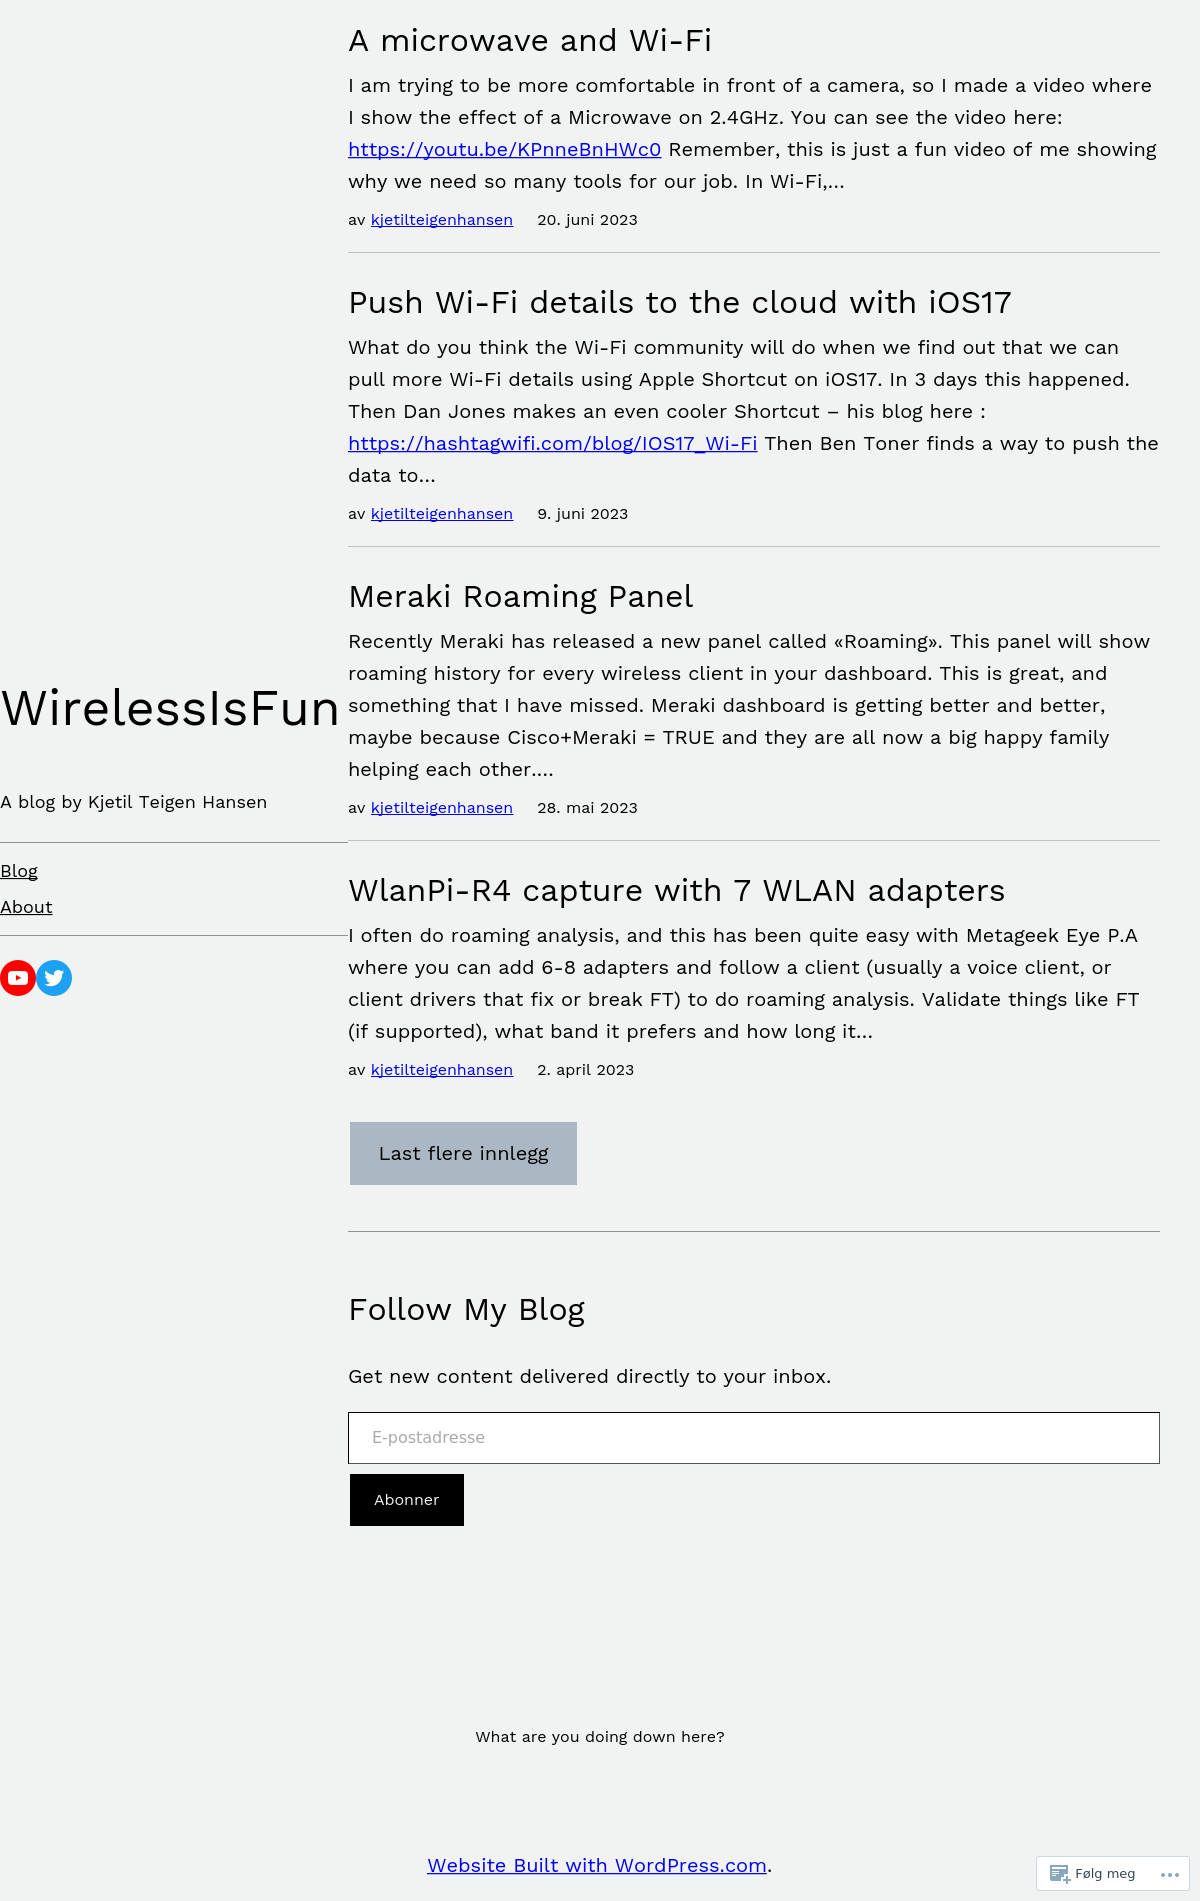 WirelessIsFun
A blog by Kjetil Teigen Hansen
Blog
About
A microwave and Wi-Fi
I am trying to be more comfortable in front of a camera, so I made a video where
I show the effect of a Microwave on 2.4GHz. You can see the video here:
https://youtu.be/KPnneBnHWc0 Remember, this is just a fun video of me showing
why we need so many tools for our job. In Wi-Fi,…
av kjetilteigenhansen 20. juni 2023
Push Wi-Fi details to the cloud with iOS17
What do you think the Wi-Fi community will do when we find out that we can
pull more Wi-Fi details using Apple Shortcut on iOS17. In 3 days this happened.
Then Dan Jones makes an even cooler Shortcut – his blog here :
https://hashtagwifi.com/blog/IOS17_Wi-Fi Then Ben Toner finds a way to push the
data to…
av kjetilteigenhansen 9. juni 2023
Meraki Roaming Panel
Recently Meraki has released a new panel called «Roaming». This panel will show
roaming history for every wireless client in your dashboard. This is great, and
something that I have missed. Meraki dashboard is getting better and better,
maybe because Cisco+Meraki = TRUE and they are all now a big happy family
helping each other.…
av kjetilteigenhansen 28. mai 2023
WlanPi-R4 capture with 7 WLAN adapters
I often do roaming analysis, and this has been quite easy with Metageek Eye P.A
where you can add 6-8 adapters and follow a client (usually a voice client, or
client drivers that fix or break FT) to do roaming analysis. Validate things like FT
(if supported), what band it prefers and how long it…
av kjetilteigenhansen 2. april 2023
Last flere innlegg
Follow My Blog
Get new content delivered directly to your inbox.
E-postadresse
Abonner
What are you doing down here?
Website Built with WordPress.com.
Følg meg